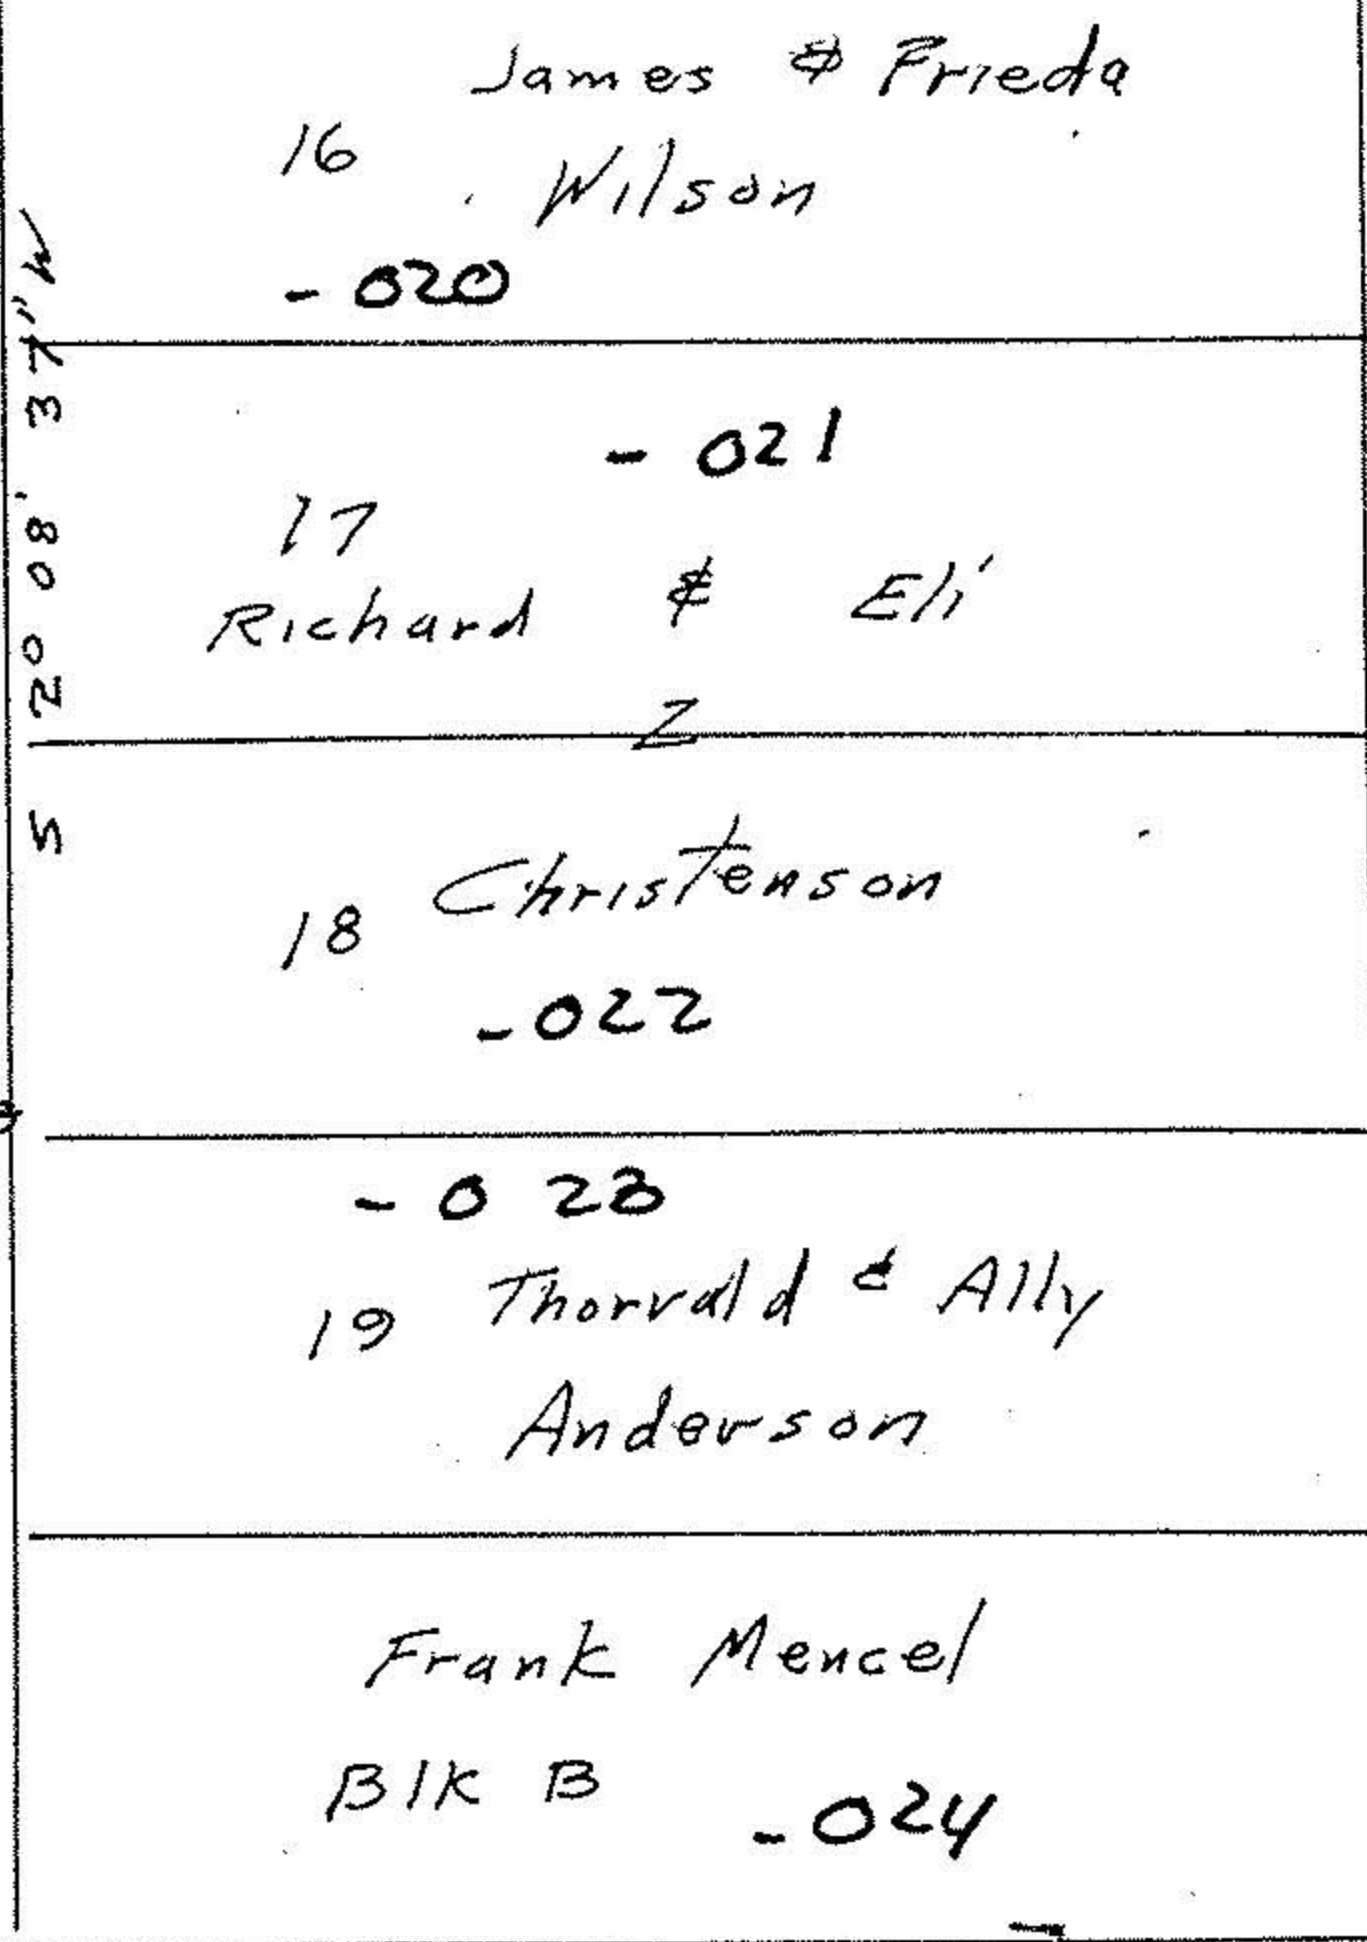 James & Frieda
16
Wilson
- 020
S 2° 08' 37" W
- 021
17
Richard & Eli
Z
Christenson
18
- 022
- 023
Thorvald & Ally
19
Anderson
Frank Mencel
Blk B
- 024